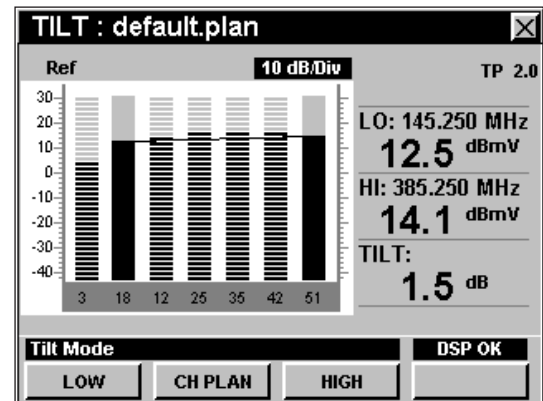 TILT : default.plan
Ref 10 dB/Div TP 2.0
30
20
10
0
-10
-20
-30
-40
3 18 12 25 35 42 51
LO: 145.250 MHz
12.5 dBmV
HI: 385.250 MHz
14.1 dBmV
TILT:
1.5 dB
Tilt Mode DSP OK
LOW CH PLAN HIGH